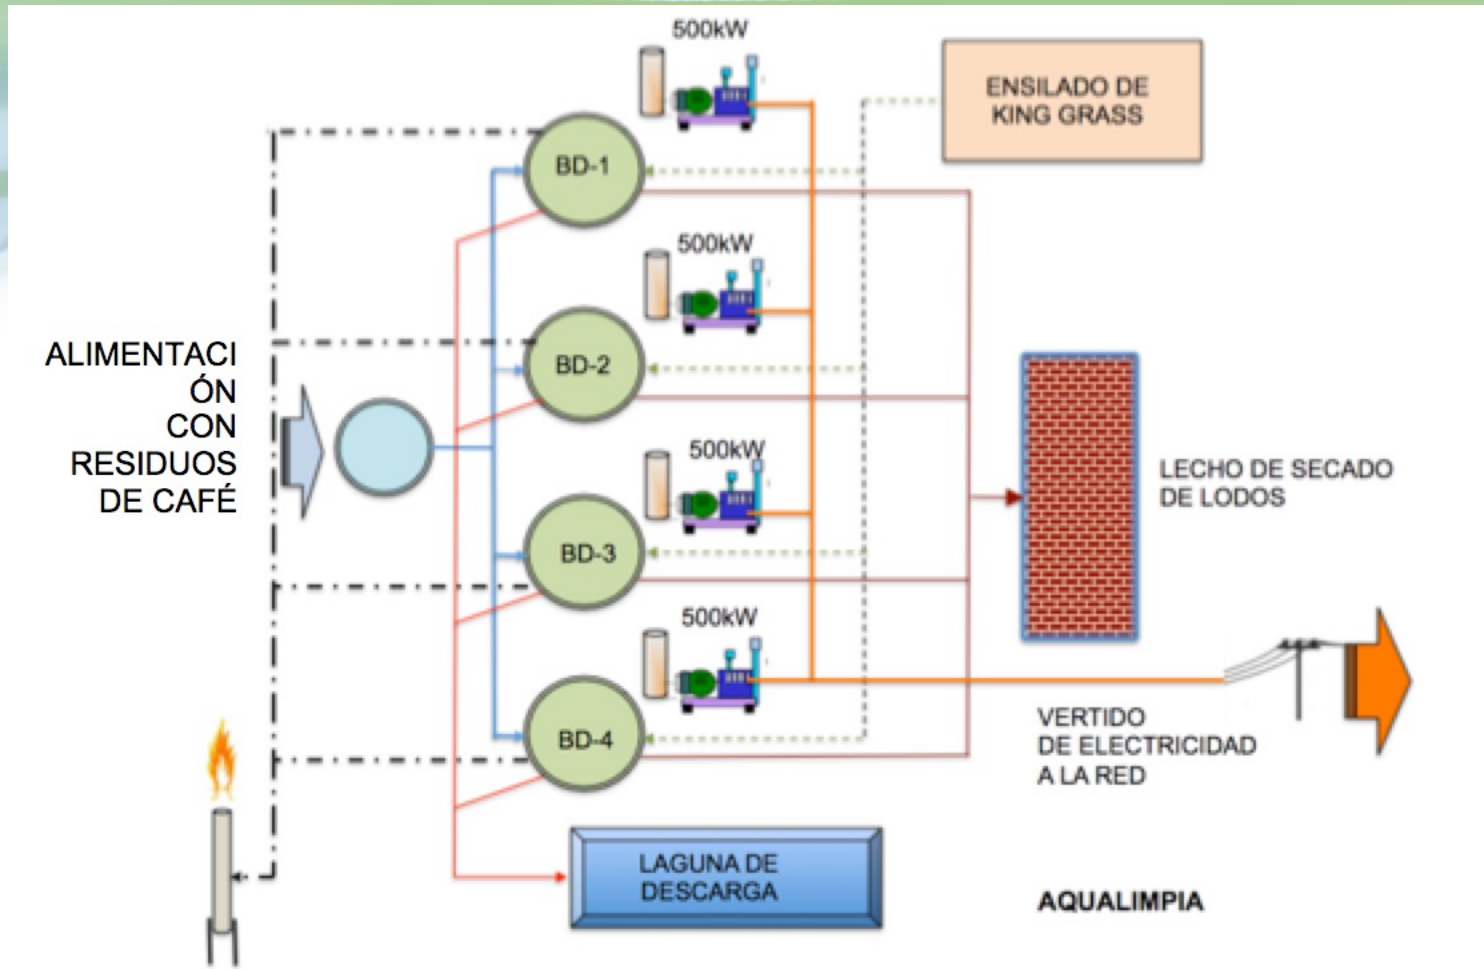 500kW
ENSILADO DE
KING GRASS
BD-1
500kW
BD-2
ALIMENTACI
ÓN
CON
RESIDUOS
DE CAFÉ
500kW
LECHO DE SECADO
DE LODOS
BD-3
500kW
BD-4
VERTIDO
DE ELECTRICIDAD
A LA RED
LAGUNA DE
DESCARGA
AQUALIMPIA